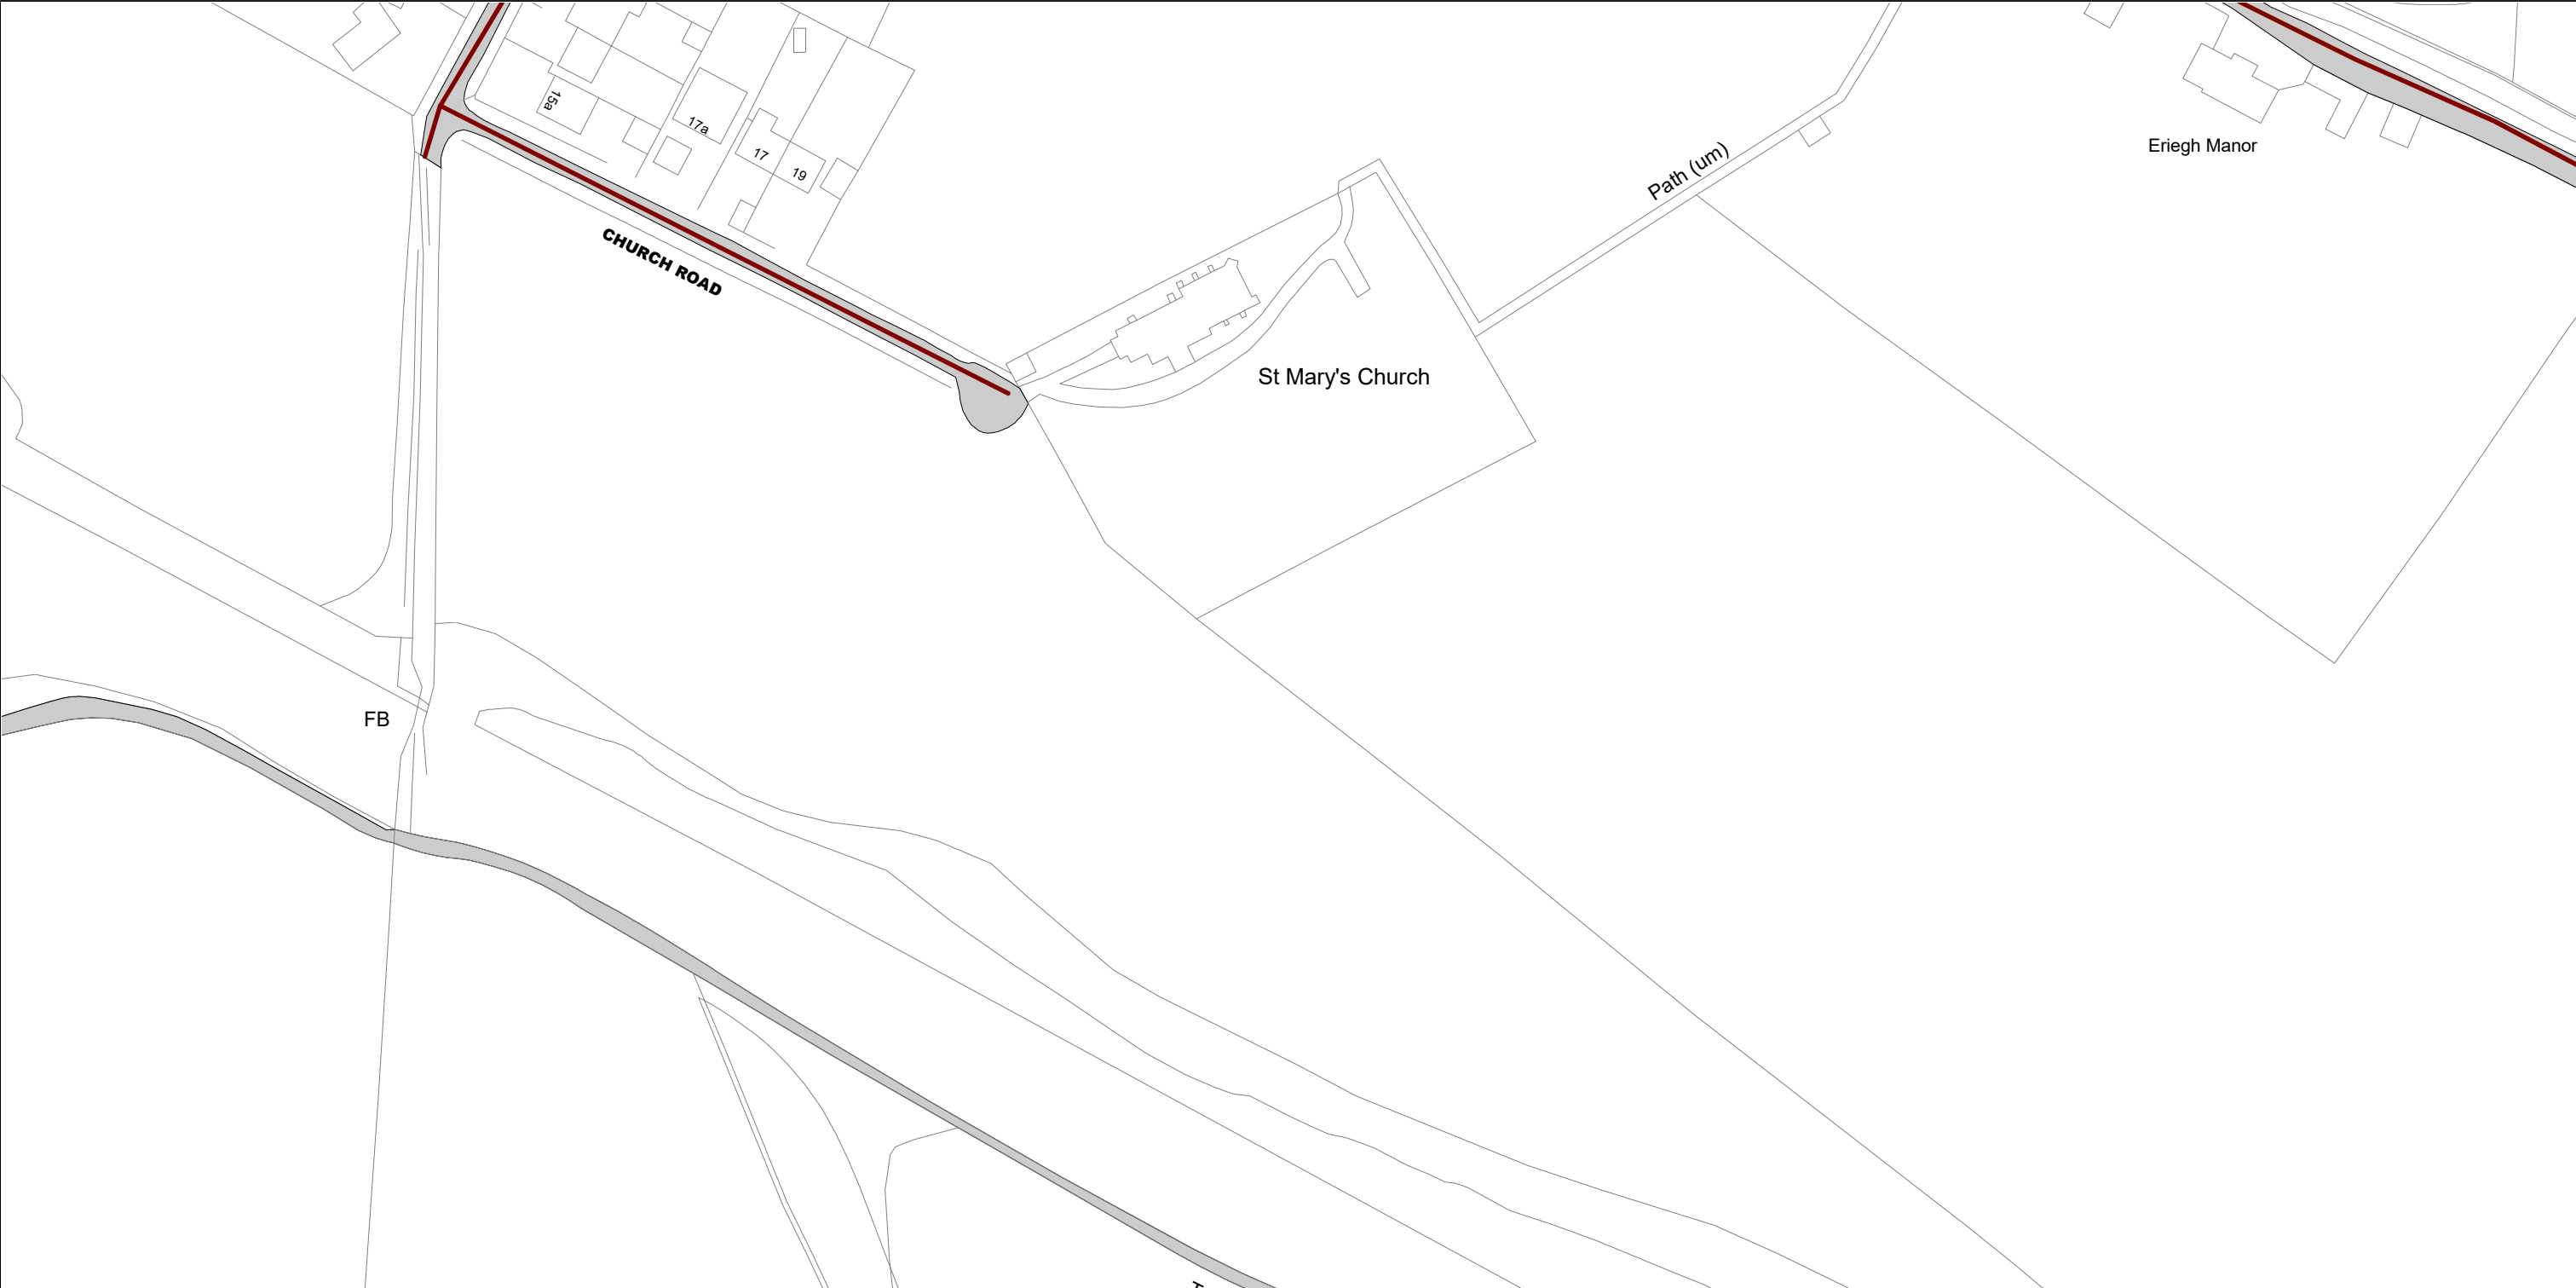 15a
17a
17
19
Path (um)
Eriegh Manor
CHURCH ROAD
St Mary's Church
FB